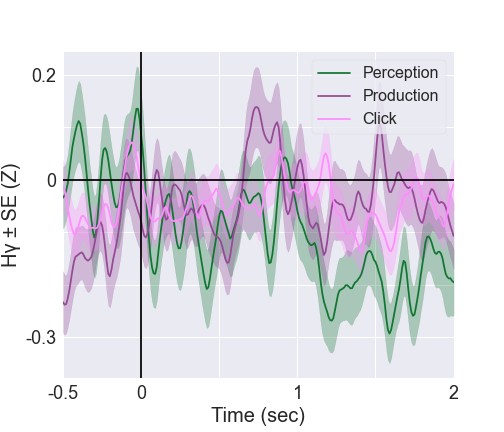 0.2
0
-0.3
Hγ ± SE (Z)
Perception
Production
Click
-0.5
0
1
2
Time (sec)